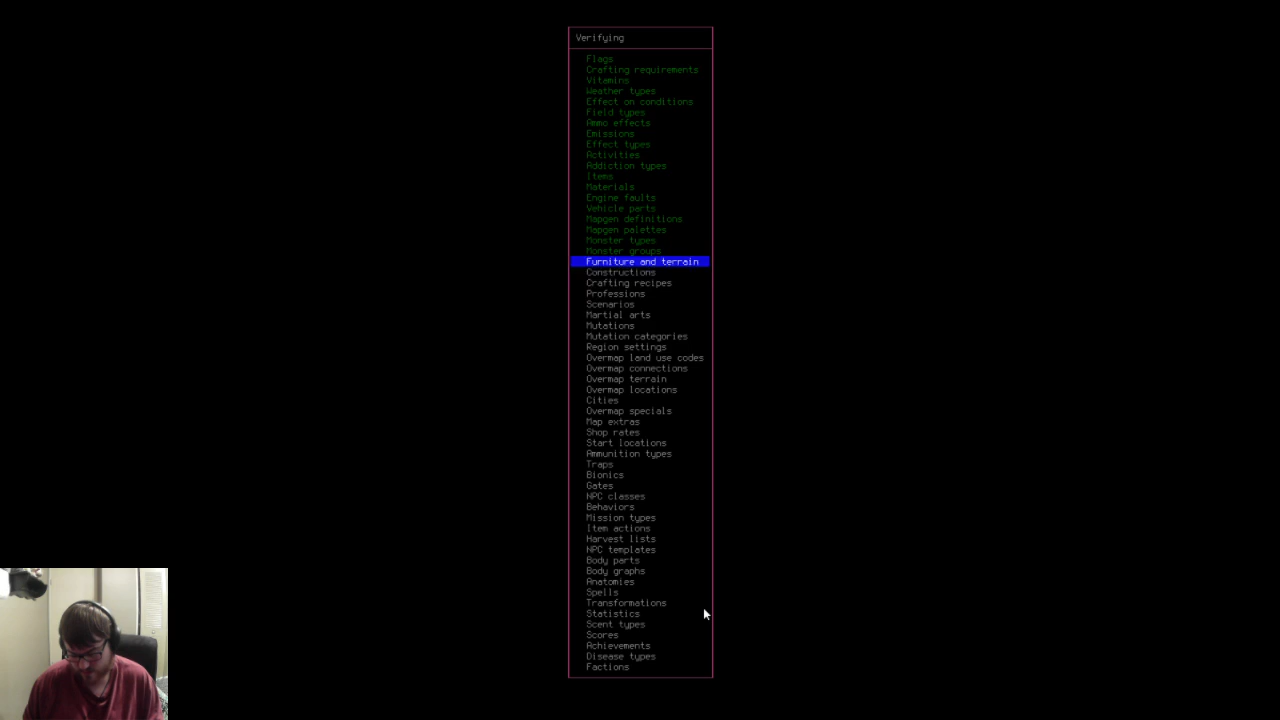 Verifying
Flags
Crafting requirements
Vitamins
Weather types
Effect on conditions
Field types
Ammo effects
Emissions
Effect types
Activities
Addiction types
Items
Materials
Engine faults
Vehicle parts
Mapgen definitions
Mapgen palettes
Monster types
Monster groups
Furniture and terrain
Constructions
Crafting recipes
Professions
Scenarios
Martial arts
Mutations
Mutation categories
Region settings
Overmap land use codes
Overmap connections
Overmap terrain
Overmap locations
Cities
Overmap specials
Map extras
Shop rates
Start locations
Ammunition types
Traps
Bionics
Gates
NPC classes
Behaviors
Mission types
Item actions
Harvest lists
NPC templates
Body parts
Body graphs
Anatomies
Spells
Transformations
Statistics
Scent types
Scores
Achievements
Disease types
Factions